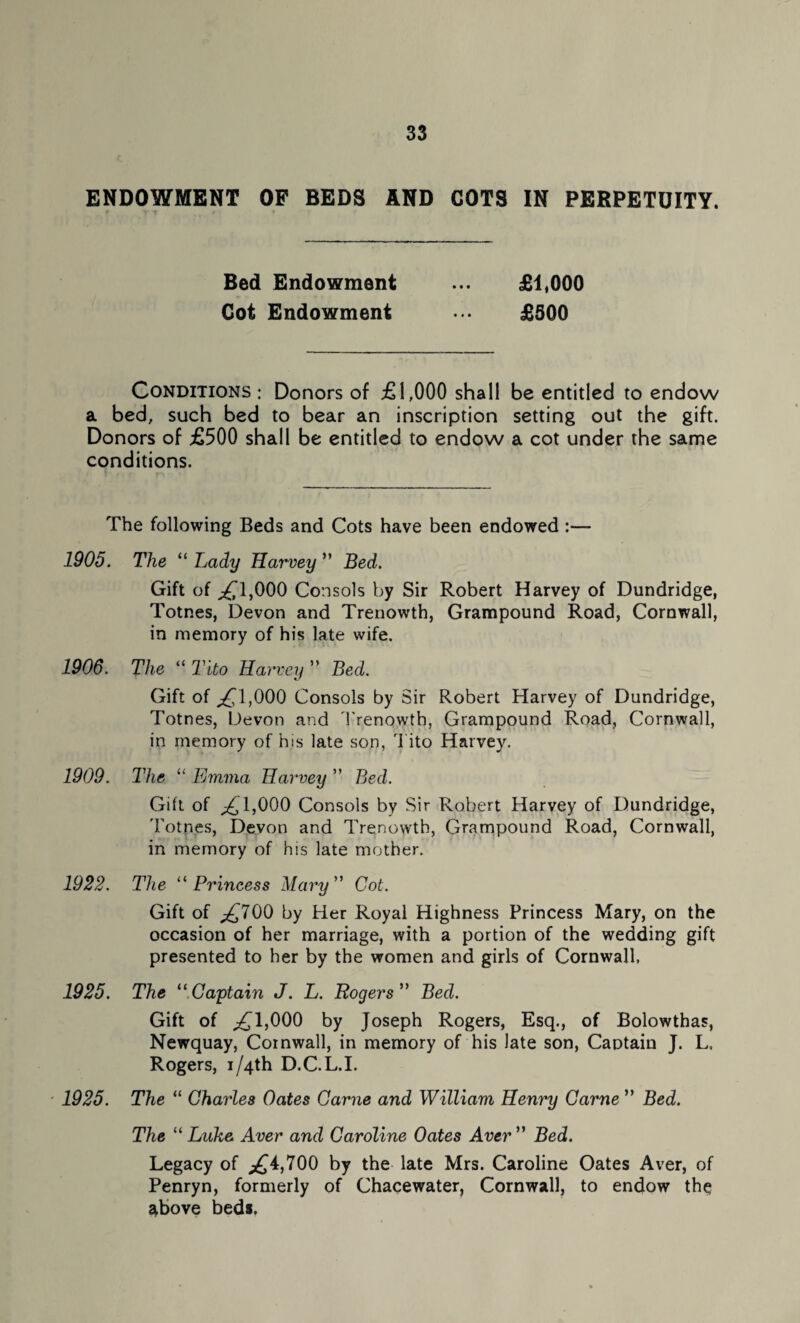 33
ENDOWMENT OF BEDS AND COTS IN PERPETUITY.
Bed Endowment ... £1,000
Cot Endowment ... £500
CONDITIONS : Donors of £1,000 shall be entitled to endow
a bed, such bed to bear an inscription setting out the gift.
Donors of £500 shall be entitled to endow a cot under the same
conditions.
The following Beds and Cots have been endowed :—
1905. The “ Lady Harvey ” Bed.
Gift of £1,000 Consols by Sir Robert Harvey of Dundridge,
Totnes, Devon and Trenowth, Grampound Road, Cornwall,
in memory of his late wife.
1906. The “ Tito Harvey ” Bed.
Gift of £1,000 Consols by Sir Robert Harvey of Dundridge,
Totnes, Devon and Trenowth, Grampound Road, Cornwall,
in memory of his late son, Tito Harvey.
1909. The “ Emma Harvey ” Bed.
Gift of £1,000 Consols by Sir Robert Harvey of Dundridge,
Totnes, Devon and Trenowth, Grampound Road, Cornwall,
in memory of his late mother.
1922. The “ Princess Mary ” Cot.
Gift of £700 by Her Royal Highness Princess Mary, on the
occasion of her marriage, with a portion of the wedding gift
presented to her by the women and girls of Cornwall.
1925. The “ Captain J. L. Rogers ” Bed.
Gift of £1,000 by Joseph Rogers, Esq., of Bolowthas,
Newquay, Cornwall, in memory of his late son, Captain J. L.
Rogers, 1/4th D.C.L.I.
1925. The “ Charles Oates Carne and William Henry Carne ” Bed.
The “ Luke Aver and Caroline Oates Aver ” Bed.
Legacy of £4,700 by the late Mrs. Caroline Oates Aver, of
Penryn, formerly of Chacewater, Cornwall, to endow the
above beds.